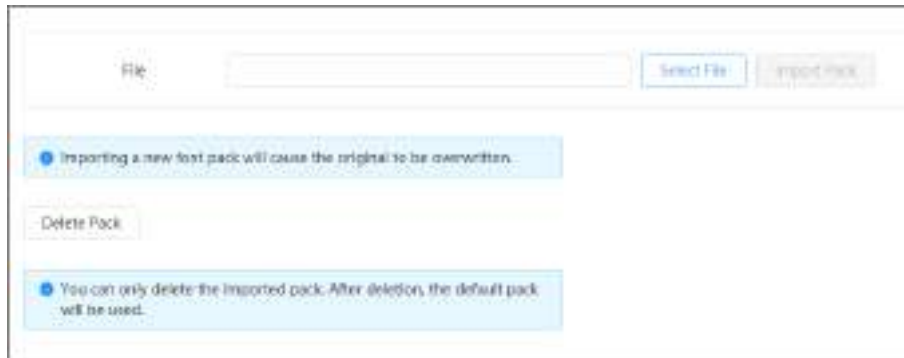 File Select File Import Pack
Importing a new font pack will cause the original to be overwritten.
Delete Pack
You can only delete the imported pack. After deletion, the default pack
will be used.